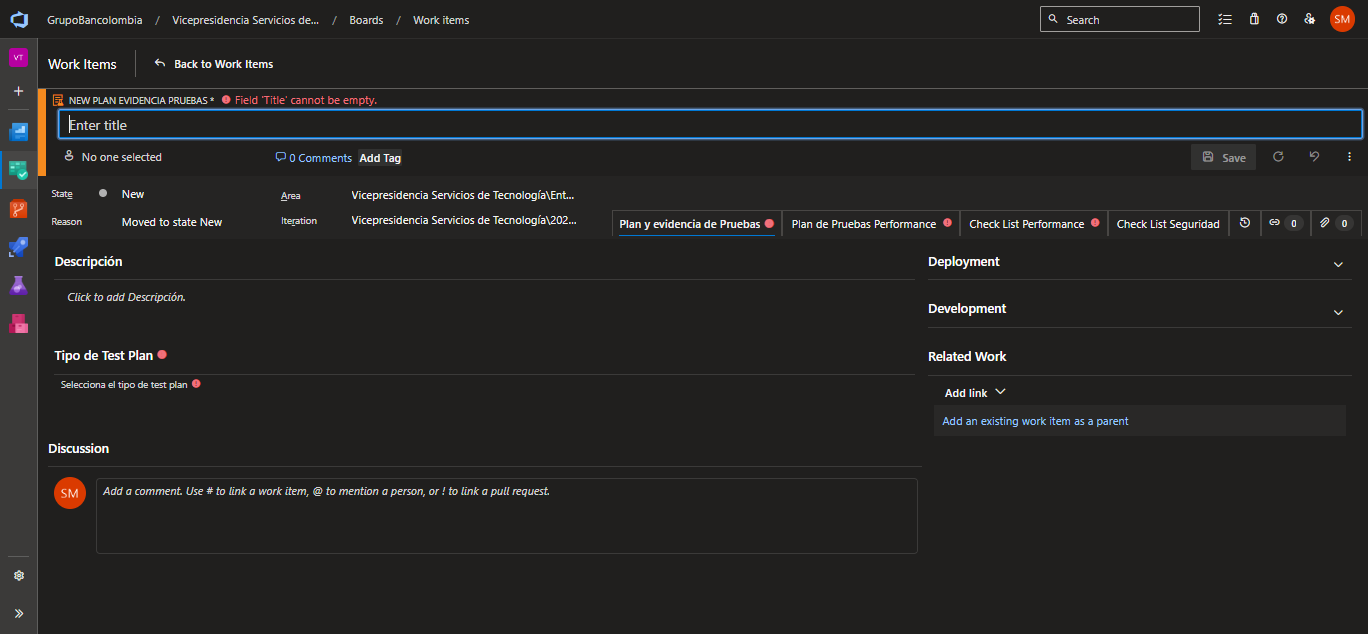 GrupoBancolombia / Vicepresidencia Servicios de... / Boards / Work items
Search
SM
VT
Work Items
Back to Work Items
NEW PLAN EVIDENCIA PRUEBAS * Field 'Title' cannot be empty.
Enter title
No one selected
0 Comments
Add Tag
Save
State
New
Area
Vicepresidencia Servicios de Tecnología\Ent...
Reason
Moved to state New
Iteration
Vicepresidencia Servicios de Tecnología\202...
Plan y evidencia de Pruebas
Plan de Pruebas Performance
Check List Performance
Check List Seguridad
0
0
Descripción
Click to add Descripción.
Tipo de Test Plan
Selecciona el tipo de test plan
Discussion
SM
Add a comment. Use # to link a work item, @ to mention a person, or ! to link a pull request.
Deployment
Development
Related Work
Add link
Add an existing work item as a parent